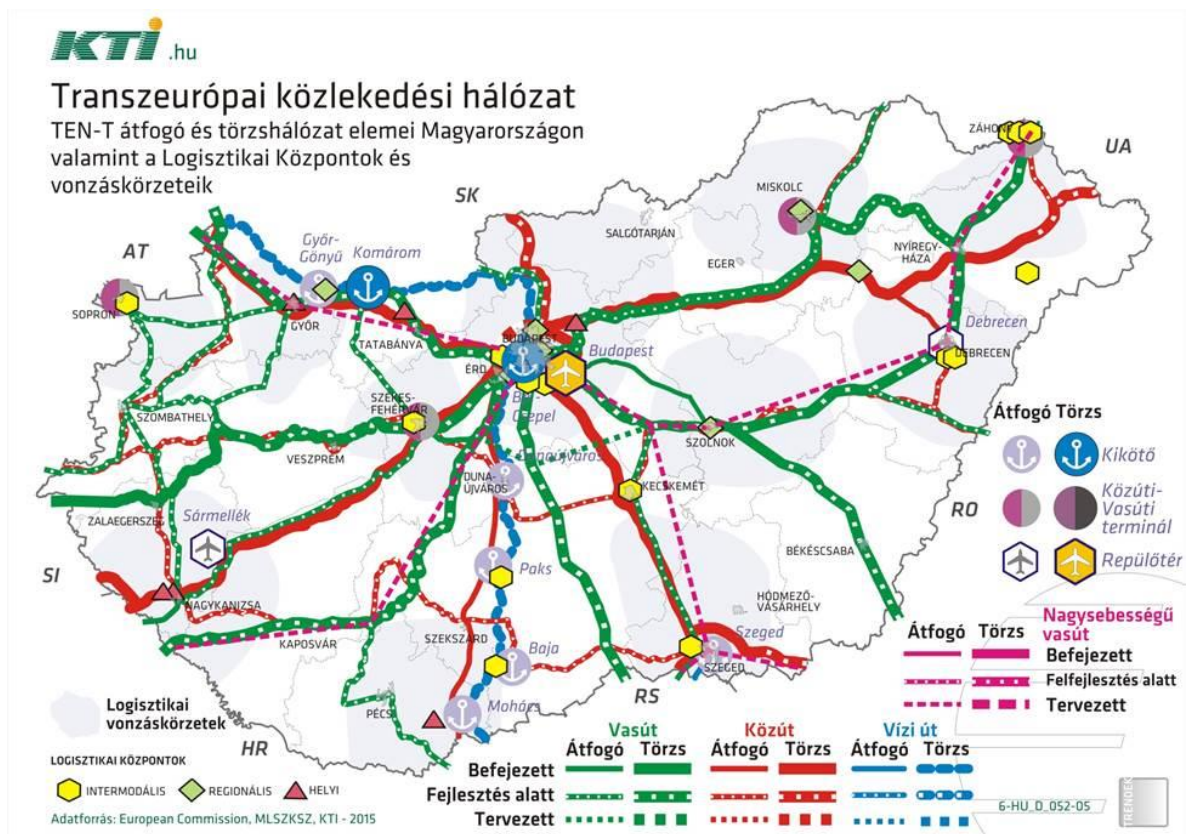 KTI.hu
Transzeurópai közlekedési hálózat
TEN-T átfogó és törzshálózat elemei Magyarországon
valamint a Logisztikai Központok és
vonzáskörzeteik
SK
UA
AT
ZÁHONY
MISKOLC
SALGÓTARJÁN
EGER
NYÍREGY-
HÁZA
Győr-
Gönyű
Komárom
SOPRON
GYŐR
TATABÁNYA
BUDAPEST
Budapest
ÉRD
Debrecen
DEBRECEN
SZÉKES-
FEHÉRVÁR
SZOMBATHELY
VESZPRÉM
Csepel
SZOLNOK
Dunaújváros
DUNA-
ÚJVÁROS
KECSKEMÉT
ZALAEGERSZEG
Sármellék
BÉKÉSCSABA
RO
SI
Paks
NAGYKANIZSA
HÓDMEZŐ-
VÁSÁRHELY
KAPOSVÁR
SZEKSZÁRD
Baja
Szeged
SZEGED
PÉCS
Mohács
RS
HR
Átfogó Törzs
Kikötő
Közúti-
Vasúti
terminál
Repülőtér
Nagysebességű
vasút
Átfogó Törzs
Befejezett
Felfejlesztés alatt
Tervezett
Logisztikai
vonzáskörzetek
LOGISZTIKAI KÖZPONTOK
INTERMODÁLIS REGIONÁLIS HELYI
Adatforrás: European Commission, MLSZKSZ, KTI - 2015
Vasút Közút Vízi út
Átfogó Törzs Átfogó Törzs Átfogó Törzs
Befejezett
Fejlesztés alatt
Tervezett
6-HU_D_052-05
TRENDEK